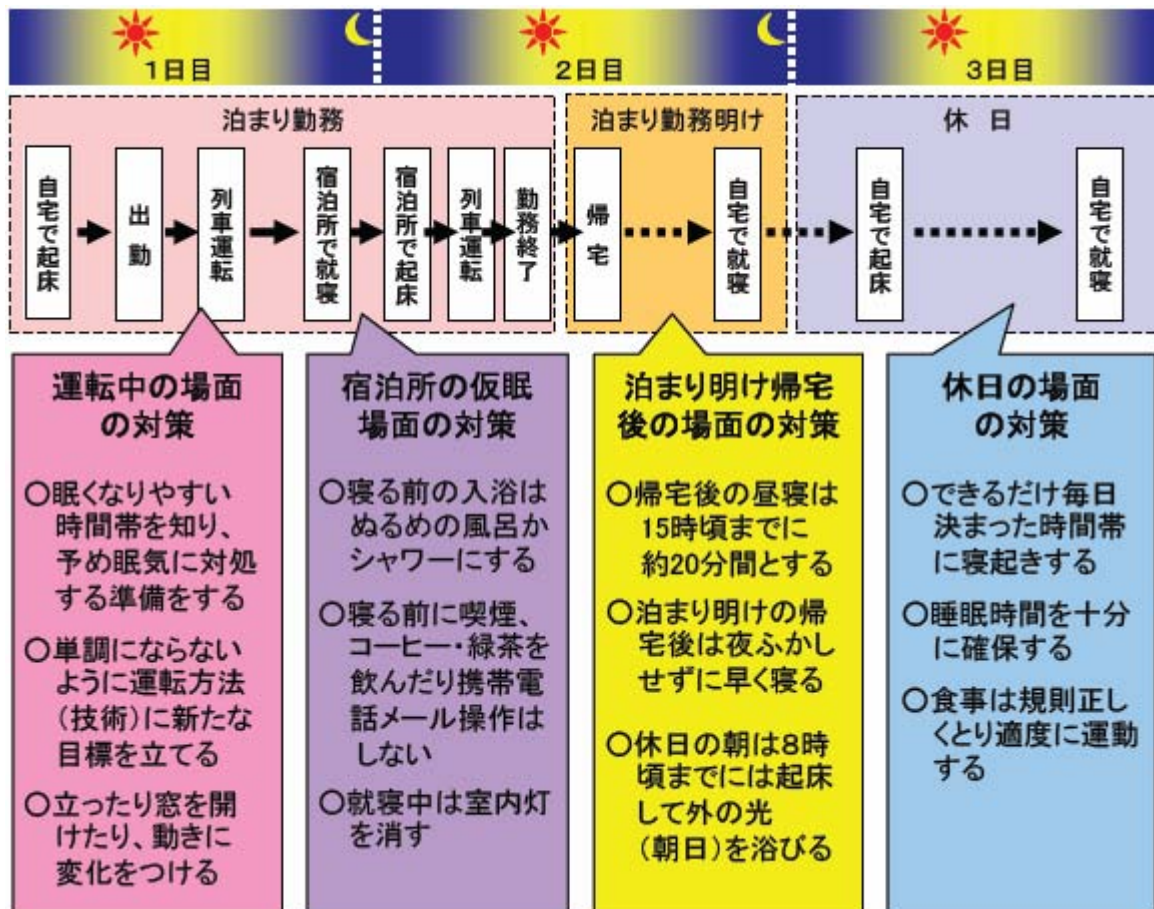 1日目
2日目
3日目
泊まり勤務
泊まり勤務明け
休日
自宅で起床
出勤
列車運転
宿泊所で就寝
宿泊所で起床
列車運転
勤務終了
帰宅
自宅で就寝
自宅で起床
自宅で就寝
運転中の場面
の対策
○眠くなりやすい
時間帯を知り、
予め眠気に対処
する準備をする
○単調にならない
ように運転方法
(技術)に新たな
目標を立てる
○立ったり窓を開
けたり、動きに
変化をつける
宿泊所の仮眠
場面の対策
○寝る前の入浴は
ぬるめの風呂か
シャワーにする
○寝る前に喫煙、
コーヒー・緑茶を
飲んだり携帯電
話メール操作は
しない
○就寝中は室内灯
を消す
泊まり明け帰宅
後の場面の対策
○帰宅後の昼寝は
15時頃までに
約20分間とする
○泊まり明けの帰
宅後は夜ふかし
せずに早く寝る
○休日の朝は8時
頃までには起床
して外の光
(朝日)を浴びる
休日の場面
の対策
○できるだけ毎日
決まった時間帯
に寝起きする
○睡眠時間を十分
に確保する
○食事は規則正し
くとり適度に運動
する